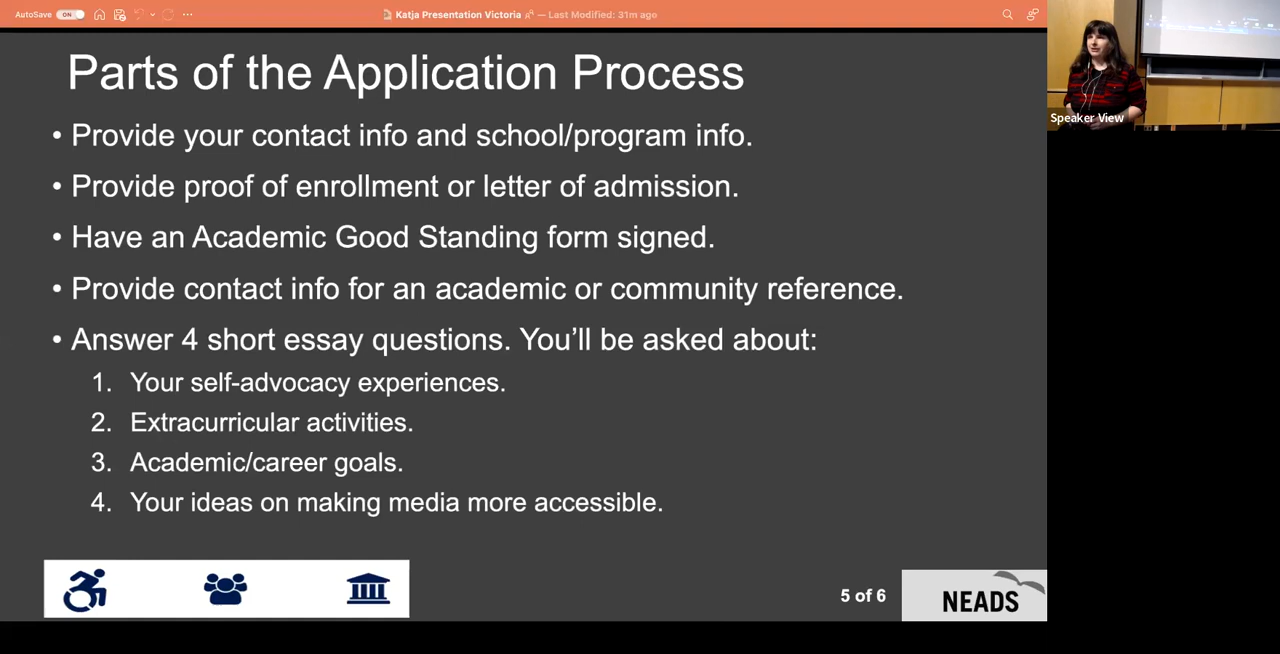 AutoSave ON
Katja Presentation Victoria — Last Modified: 31m ago
Parts of the Application Process
• Provide your contact info and school/program info.
• Provide proof of enrollment or letter of admission.
• Have an Academic Good Standing form signed.
• Provide contact info for an academic or community reference.
• Answer 4 short essay questions. You’ll be asked about:
1. Your self-advocacy experiences.
2. Extracurricular activities.
3. Academic/career goals.
4. Your ideas on making media more accessible.
5 of 6
NEADS
Speaker View